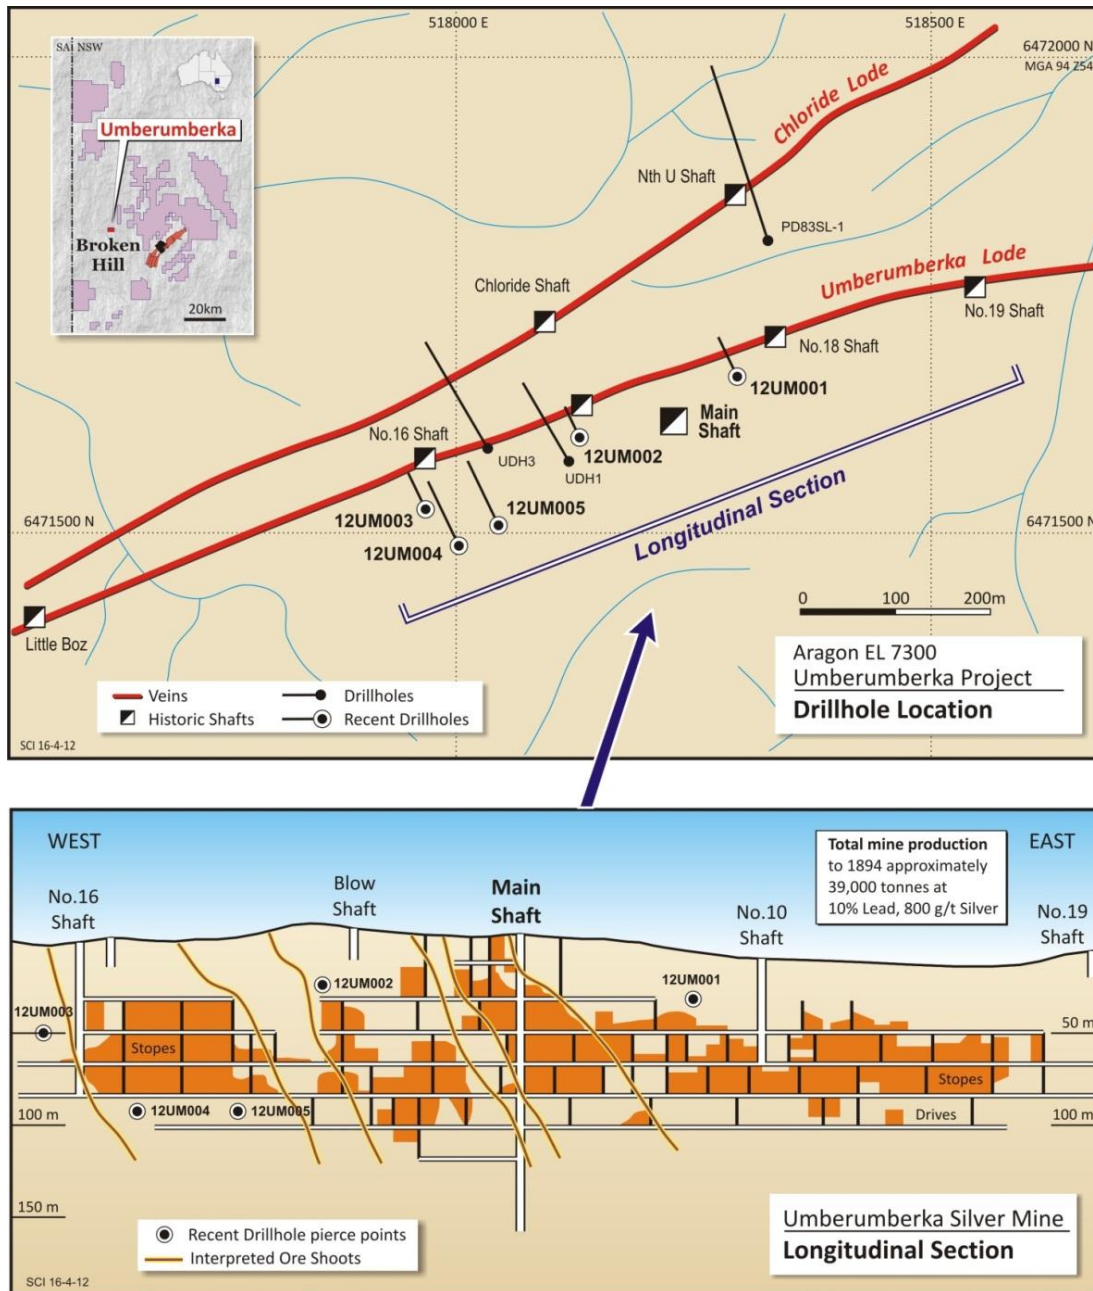 518000 E
518500 E
SA NSW
6472000 N
MGA 94 Z54
Chloride Lode
Umberumberka
Nth U Shaft
PD83SL-1
Broken
Hill
Umberumberka Lode
Chloride Shaft
20km
No.19 Shaft
No.18 Shaft
12UM001
Main
Shaft
No.16 Shaft
12UM002
UDH3
UDH1
12UM005
12UM003
12UM004
Longitudinal Section
6471500 N
6471500 N
0 100 200m
Little Boz
Aragon EL 7300
Umberumberka Project
Drillhole Location
Veins
Drillholes
Historic Shafts
Recent Drillholes
SCI 16-4-12
WEST
EAST
Total mine production
to 1894 approximately
39,000 tonnes at
10% Lead, 800 g/t Silver
No.16
Shaft
Blow
Shaft
Main
Shaft
No.10
Shaft
No.19
Shaft
12UM002
12UM001
12UM003
50 m
50 m
Stopes
Stopes
12UM004
12UM005
100 m
Drives
100 m
150 m
Recent Drillhole pierce points
Interpreted Ore Shoots
Umberumberka Silver Mine
Longitudinal Section
SCI 16-4-12